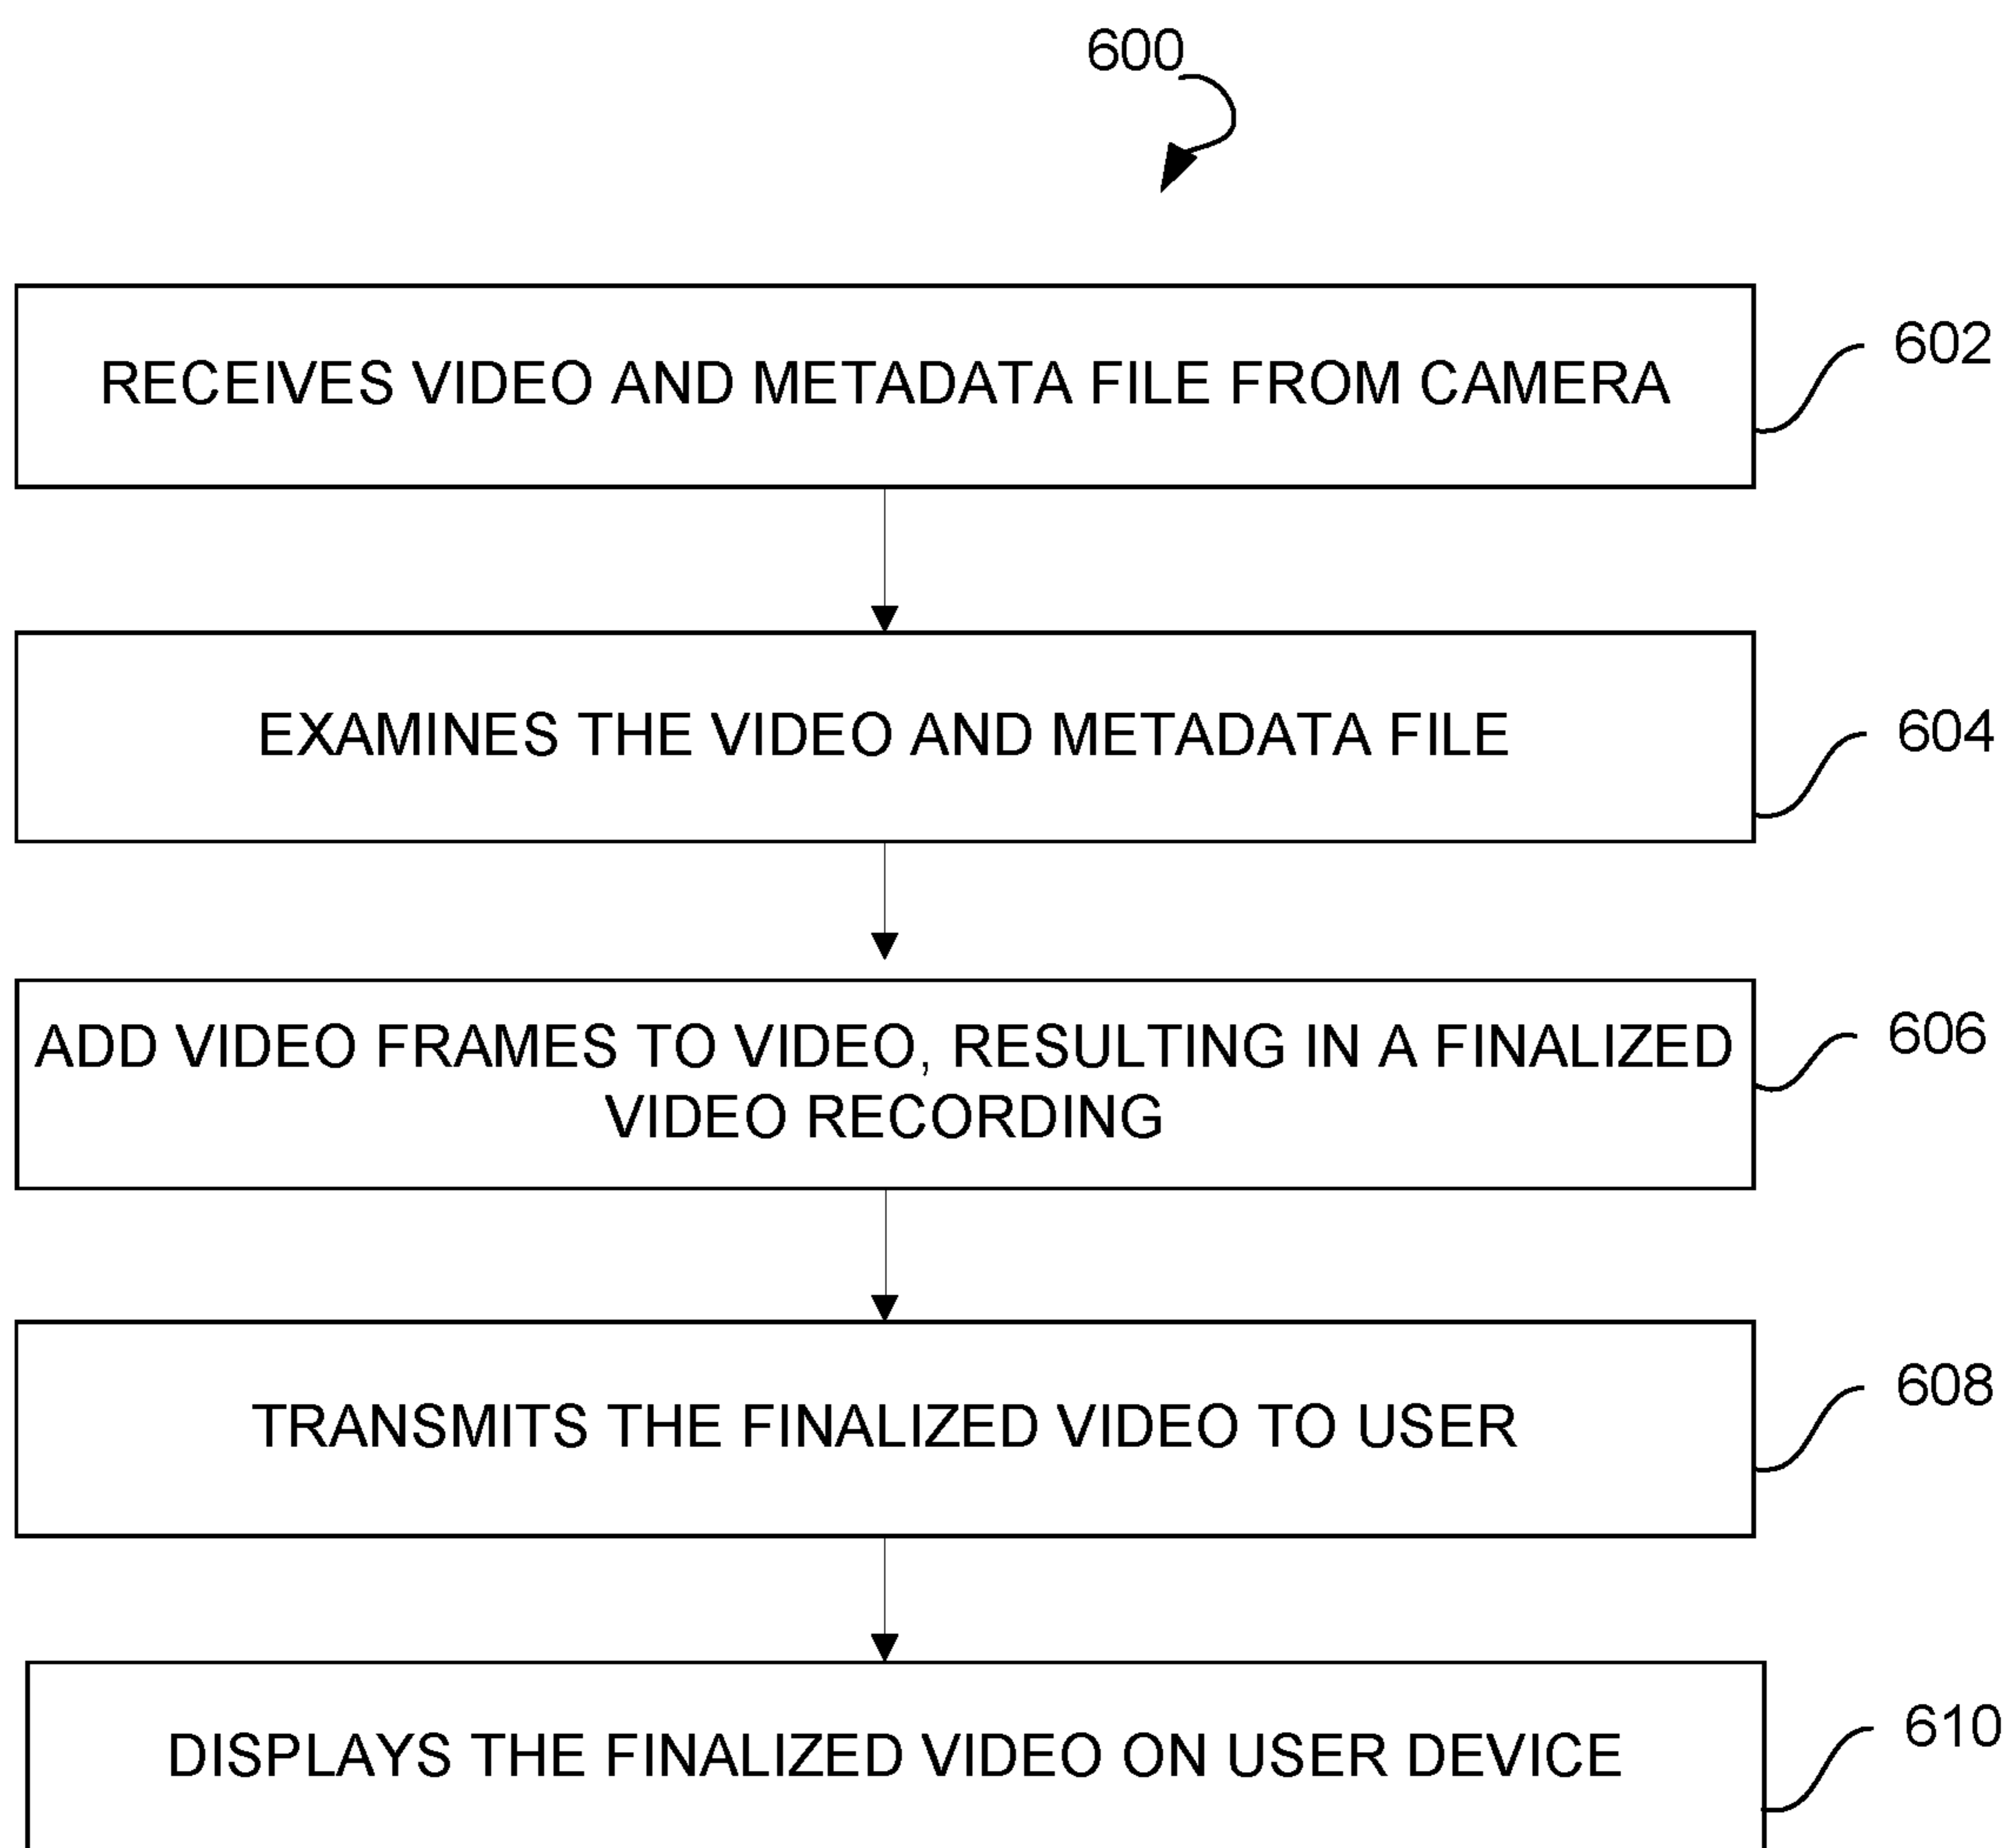 600
RECEIVES VIDEO AND METADATA FILE FROM CAMERA
602
EXAMINES THE VIDEO AND METADATA FILE
604
ADD VIDEO FRAMES TO VIDEO, RESULTING IN A FINALIZED
VIDEO RECORDING
606
TRANSMITS THE FINALIZED VIDEO TO USER
608
DISPLAYS THE FINALIZED VIDEO ON USER DEVICE
610